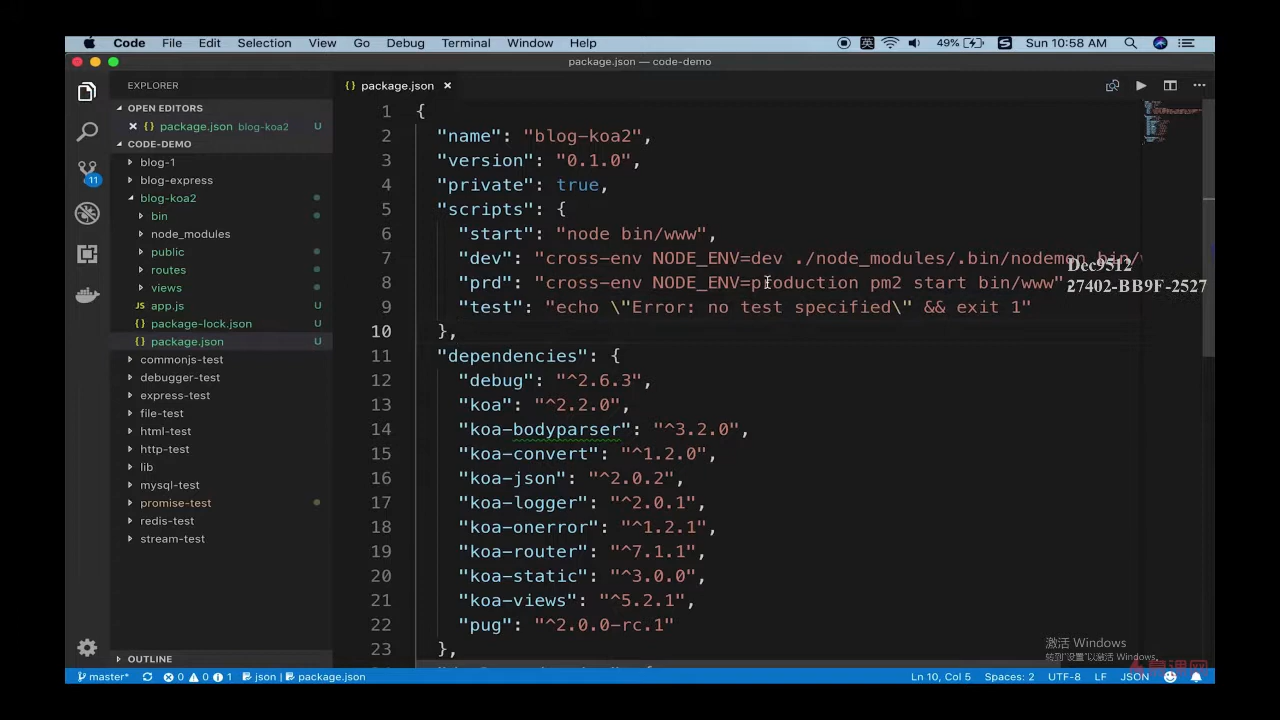 Code File Edit Selection View Go Debug Terminal Window Help 英 49% Sun 10:58 AM
package.json — code-demo
EXPLORER
{} package.json ×
OPEN EDITORS
× {} package.json blog-koa2 U
CODE-DEMO
blog-1
blog-express
11
blog-koa2
bin
node_modules
public
routes
views
JS app.js U
{} package-lock.json U
{} package.json U
commonjs-test
debugger-test
express-test
file-test
html-test
http-test
lib
mysql-test
promise-test
redis-test
stream-test
OUTLINE
1 {
2 "name": "blog-koa2",
3 "version": "0.1.0",
4 "private": true,
5 "scripts": {
6 "start": "node bin/www",
7 "dev": "cross-env NODE_ENV=dev ./node_modules/.bin/nodemon bin/w
8 "prd": "cross-env NODE_ENV=production pm2 start bin/www",
9 "test": "echo \"Error: no test specified\" && exit 1"
10 },
11 "dependencies": {
12 "debug": "^2.6.3",
13 "koa": "^2.2.0",
14 "koa-bodyparser": "^3.2.0",
15 "koa-convert": "^1.2.0",
16 "koa-json": "^2.0.2",
17 "koa-logger": "^2.0.1",
18 "koa-onerror": "^1.2.1",
19 "koa-router": "^7.1.1",
20 "koa-static": "^3.0.0",
21 "koa-views": "^5.2.1",
22 "pug": "^2.0.0-rc.1"
23 },
Dec9512
27402-BB9F-2527
激活 Windows
转到"设置"以激活 Windows。
master* 0 0 1 json package.json Ln 10, Col 5 Spaces: 2 UTF-8 LF JSON